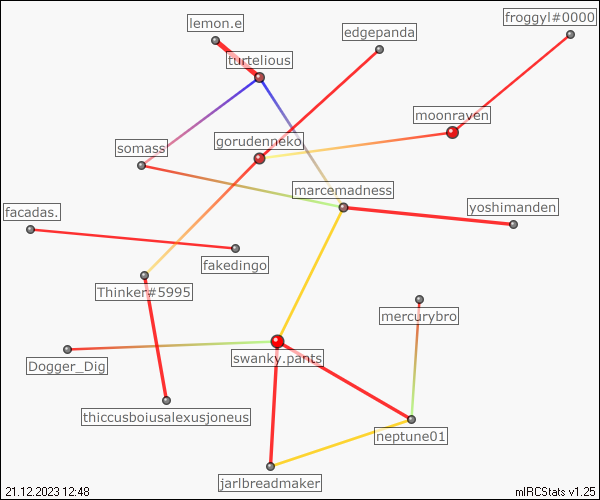 lemon.e
froggyl#0000
edgepanda
turtelious
moonraven
somass
gorudenneko
marcemadness
facadas.
yoshimanden
fakedingo
Thinker#5995
mercurybro
swanky.pants
Dogger_Dig
thiccusboiusalexusjoneus
neptune01
jarlbreadmaker
21.12.2023 12:48
mIRCStats v1.25